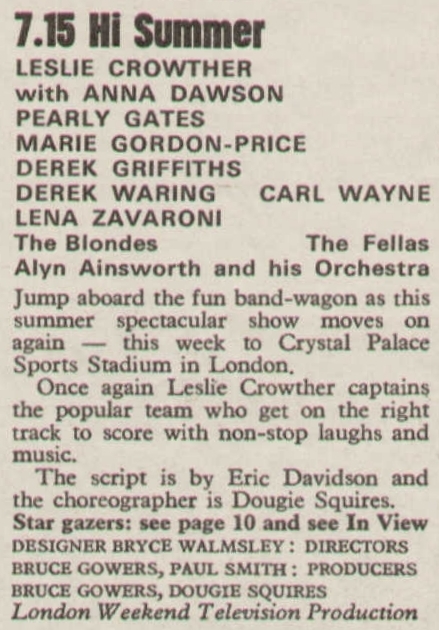 7.15 Hi Summer
LESLIE CROWTHER
with ANNA DAWSON
PEARLY GATES
MARIE GORDON-PRICE
DEREK GRIFFITHS
DEREK WARING CARL WAYNE
LENA ZAVARONI
The Blondes The Fellas
Alyn Ainsworth and his Orchestra
Jump aboard the fun band-wagon as this
summer spectacular show moves on
again — this week to Crystal Palace
Sports Stadium in London.
Once again Leslie Crowther captains
the popular team who get on the right
track to score with non-stop laughs and
music.
The script is by Eric Davidson and
the choreographer is Dougie Squires.
Star gazers: see page 10 and see In View
DESIGNER BRYCE WALMSLEY: DIRECTORS
BRUCE GOWERS, PAUL SMITH: PRODUCERS
BRUCE GOWERS, DOUGIE SQUIRES
London Weekend Television Production